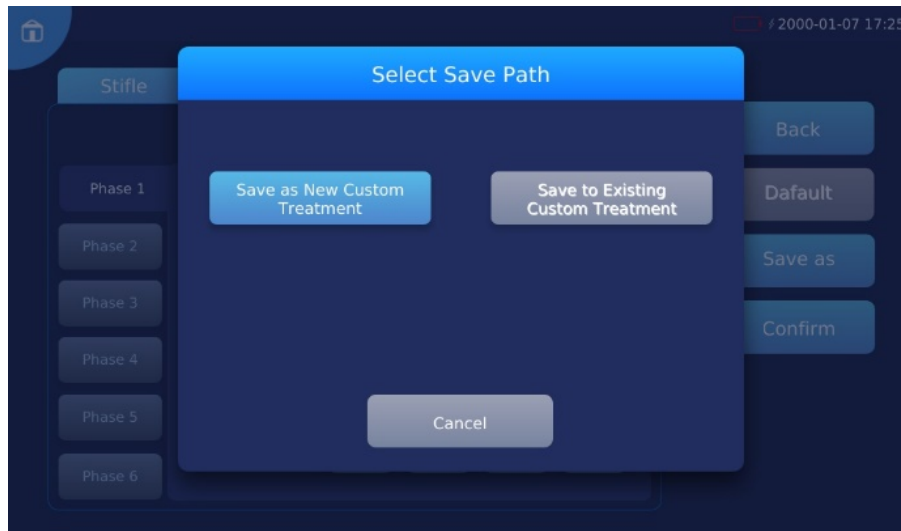 2000-01-07 17:25
Select Save Path
Stifle
Back
Phase 1
Save as New Custom
Treatment
Save to Existing
Custom Treatment
Dafault
Phase 2
Save as
Phase 3
Confirm
Phase 4
Cancel
Phase 5
Phase 6